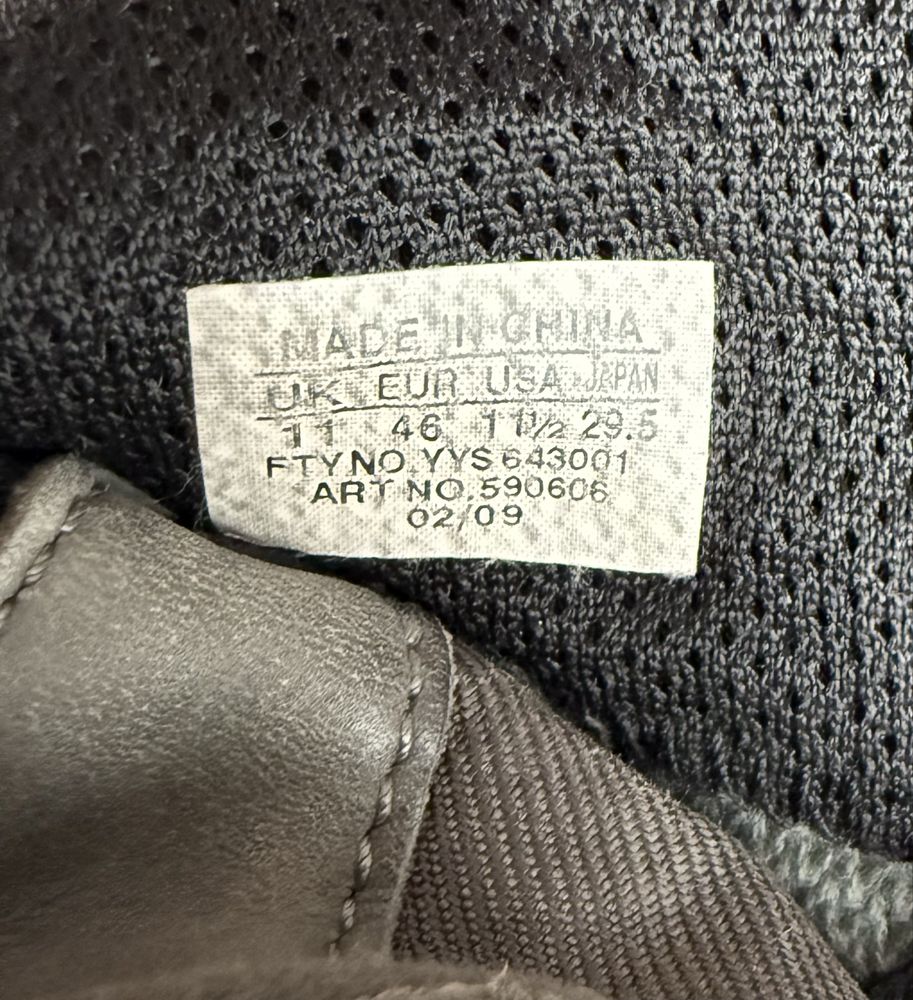 MADE IN CHINA
UK EUR USA JAPAN
11 46 11½ 29.5
FTY NO. YYS 643001
ART NO. 590606
02/09